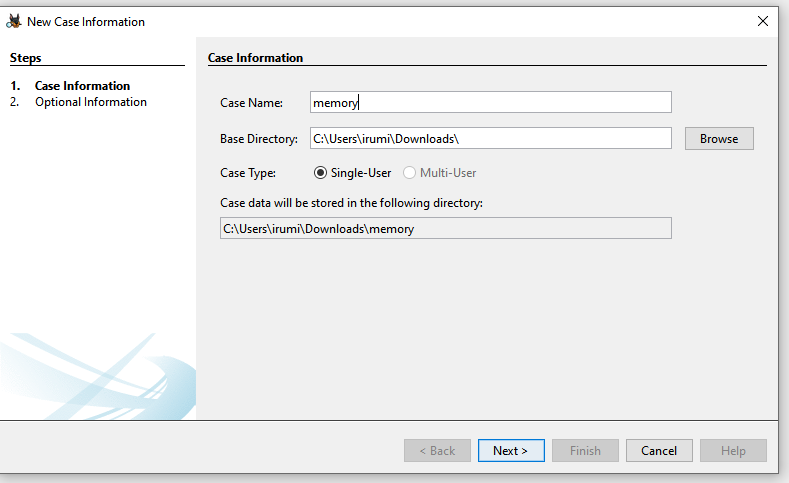 New Case Information
Steps
1. Case Information
2. Optional Information
Case Information
Case Name: memory
Base Directory: C:\Users\irumi\Downloads\ Browse
Case Type: Single-User Multi-User
Case data will be stored in the following directory:
C:\Users\irumi\Downloads\memory
< Back Next > Finish Cancel Help